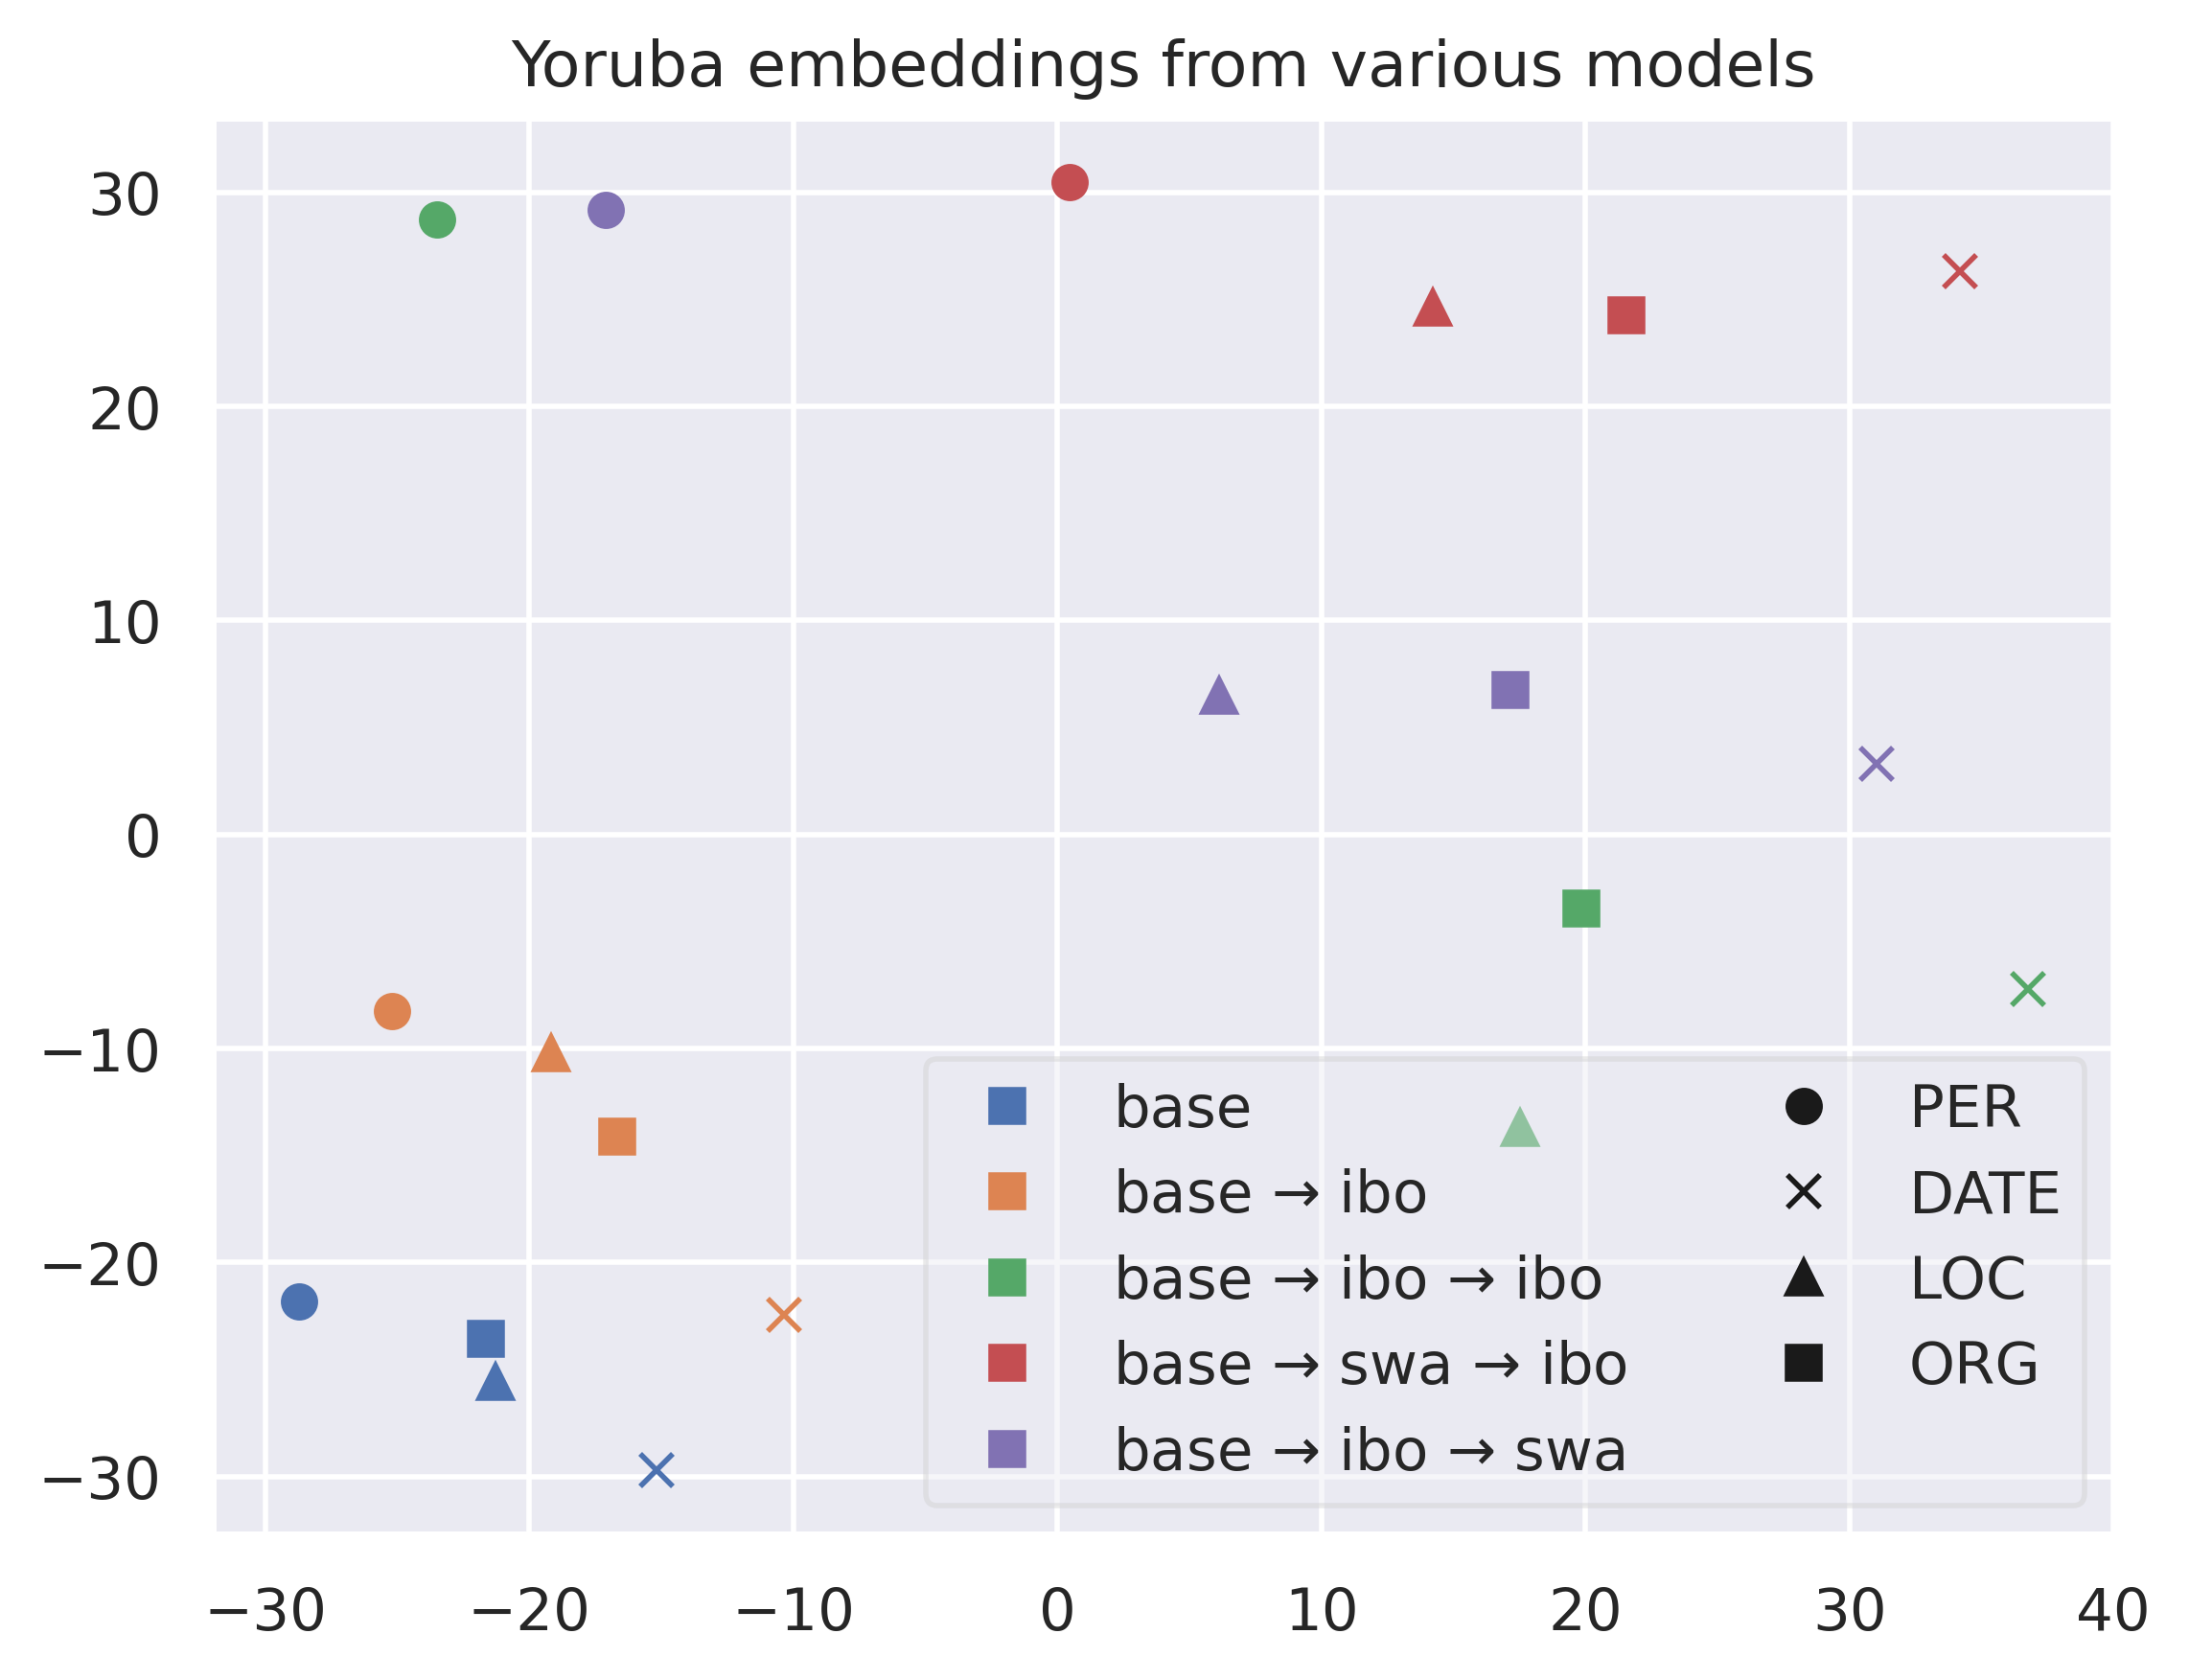 Yoruba embeddings from various models
30
20
10
0
−10
−20
−30
base
base → ibo
base → ibo → ibo
base → swa → ibo
base → ibo → swa
PER
DATE
LOC
ORG
−30 −20 −10 0 10 20 30 40